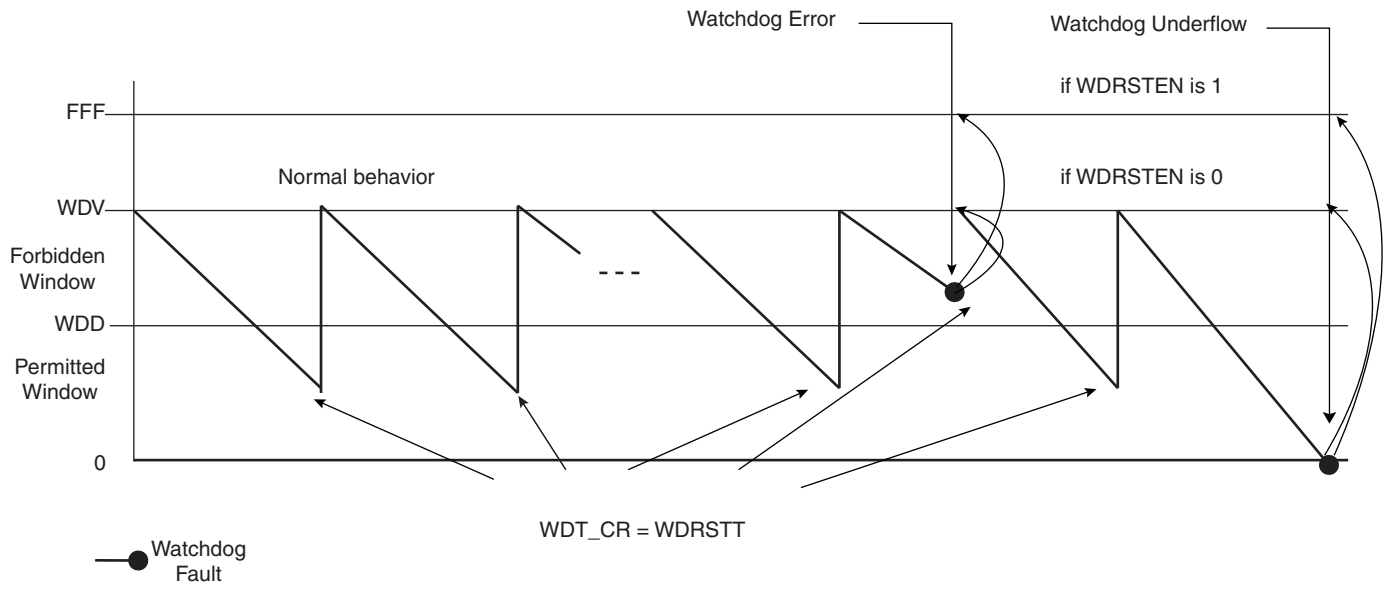 Watchdog Error
Watchdog Underflow
if WDRSTEN is 1
FFF
Normal behavior
if WDRSTEN is 0
WDV
Forbidden
Window
WDD
Permitted
Window
0
WDT_CR = WDRSTT
Watchdog
Fault